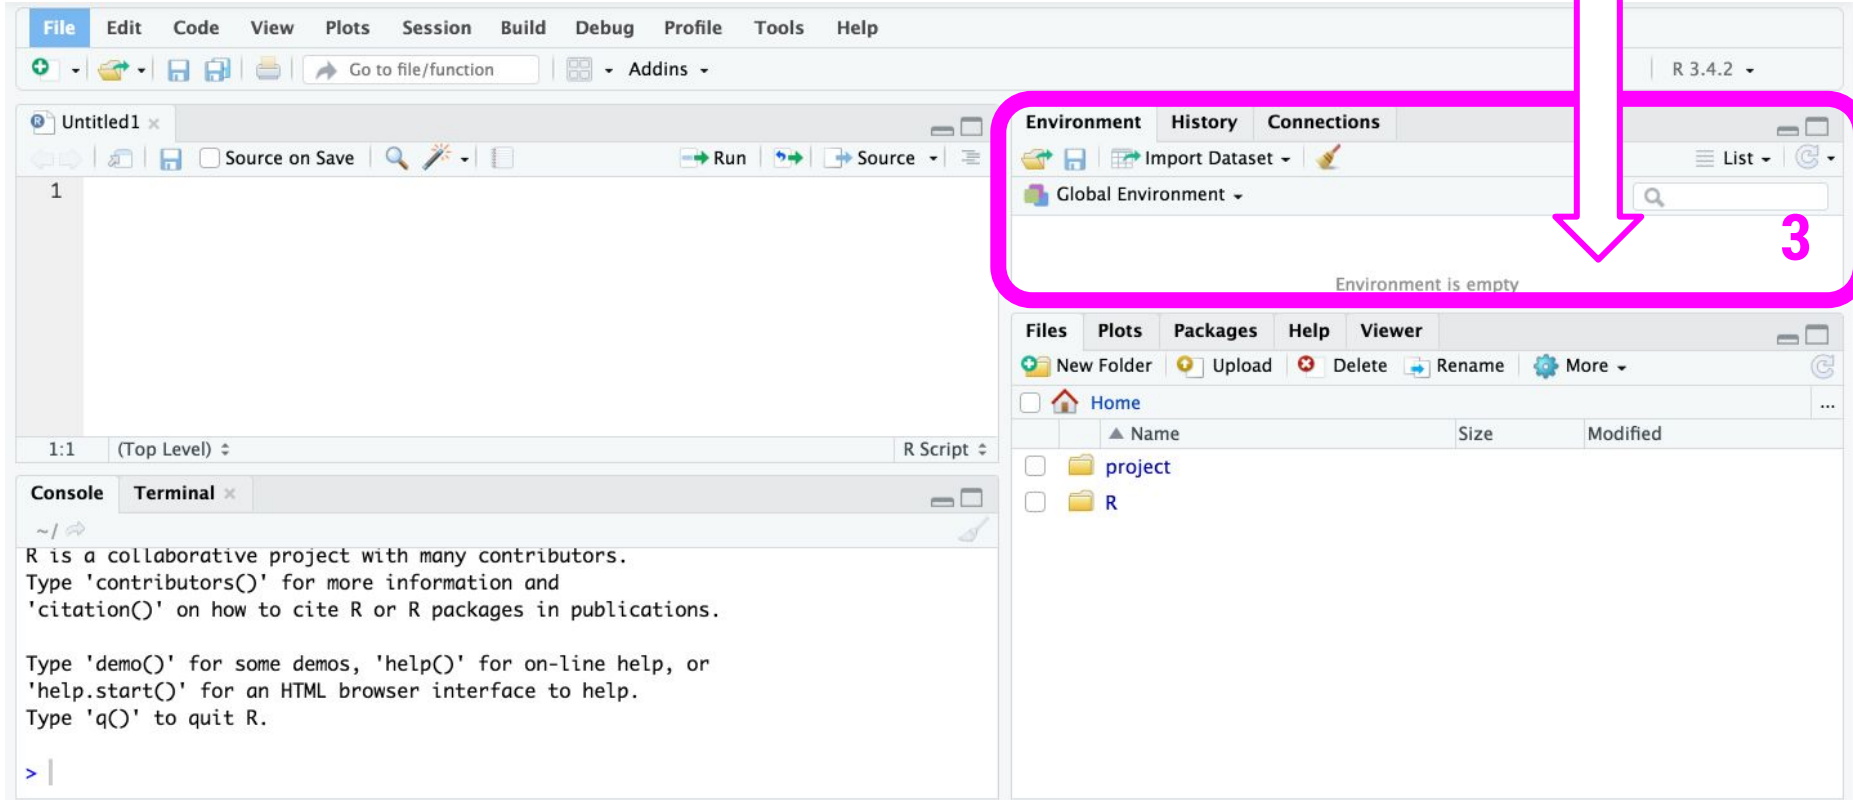 File Edit Code View Plots Session Build Debug Profile Tools Help
Go to file/function Addins R 3.4.2
Untitled1
Source on Save Run Source
1
1:1 (Top Level) R Script
Console Terminal
~/
R is a collaborative project with many contributors.
Type 'contributors()' for more information and
'citation()' on how to cite R or R packages in publications.
Type 'demo()' for some demos, 'help()' for on-line help, or
'help.start()' for an HTML browser interface to help.
Type 'q()' to quit R.
>
Environment History Connections
Import Dataset List
Global Environment
3
Environment is empty
Files Plots Packages Help Viewer
New Folder Upload Delete Rename More
Home ...
Name Size Modified
project
R